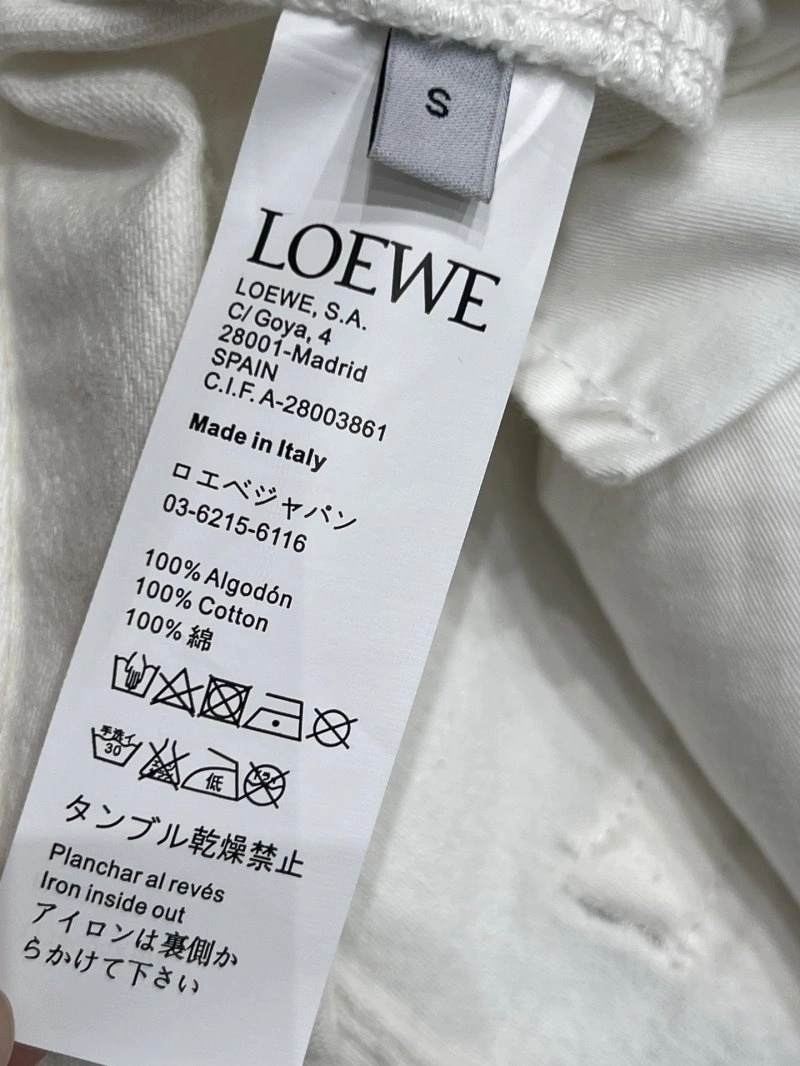 S
LOEWE
LOEWE, S.A.
C/ Goya, 4
28001-Madrid
SPAIN
C.I.F. A-28003861
Made in Italy
ロエベジャパン
03-6215-6116
100% Algodón
100% Cotton
100% 綿
手洗イ
30
低
タンブル乾燥禁止
Planchar al revés
Iron inside out
アイロンは裏側か
らかけて下さい